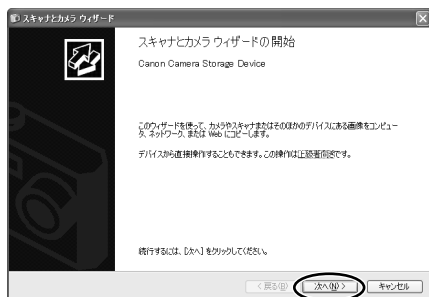 スキャナとカメラ ウィザード
スキャナとカメラ ウィザードの開始
Canon Camera Storage Device
このウィザードを使って、カメラやスキャナまたはそのほかのデバイスにある画像をコンピュー
タ、ネットワーク、または Web にコピーします。
デバイスから直接操作することもできます。この操作は上級者向きです。
続行するには、[次へ] をクリックしてください。
< 戻る(B)
次へ(N) >
キャンセル